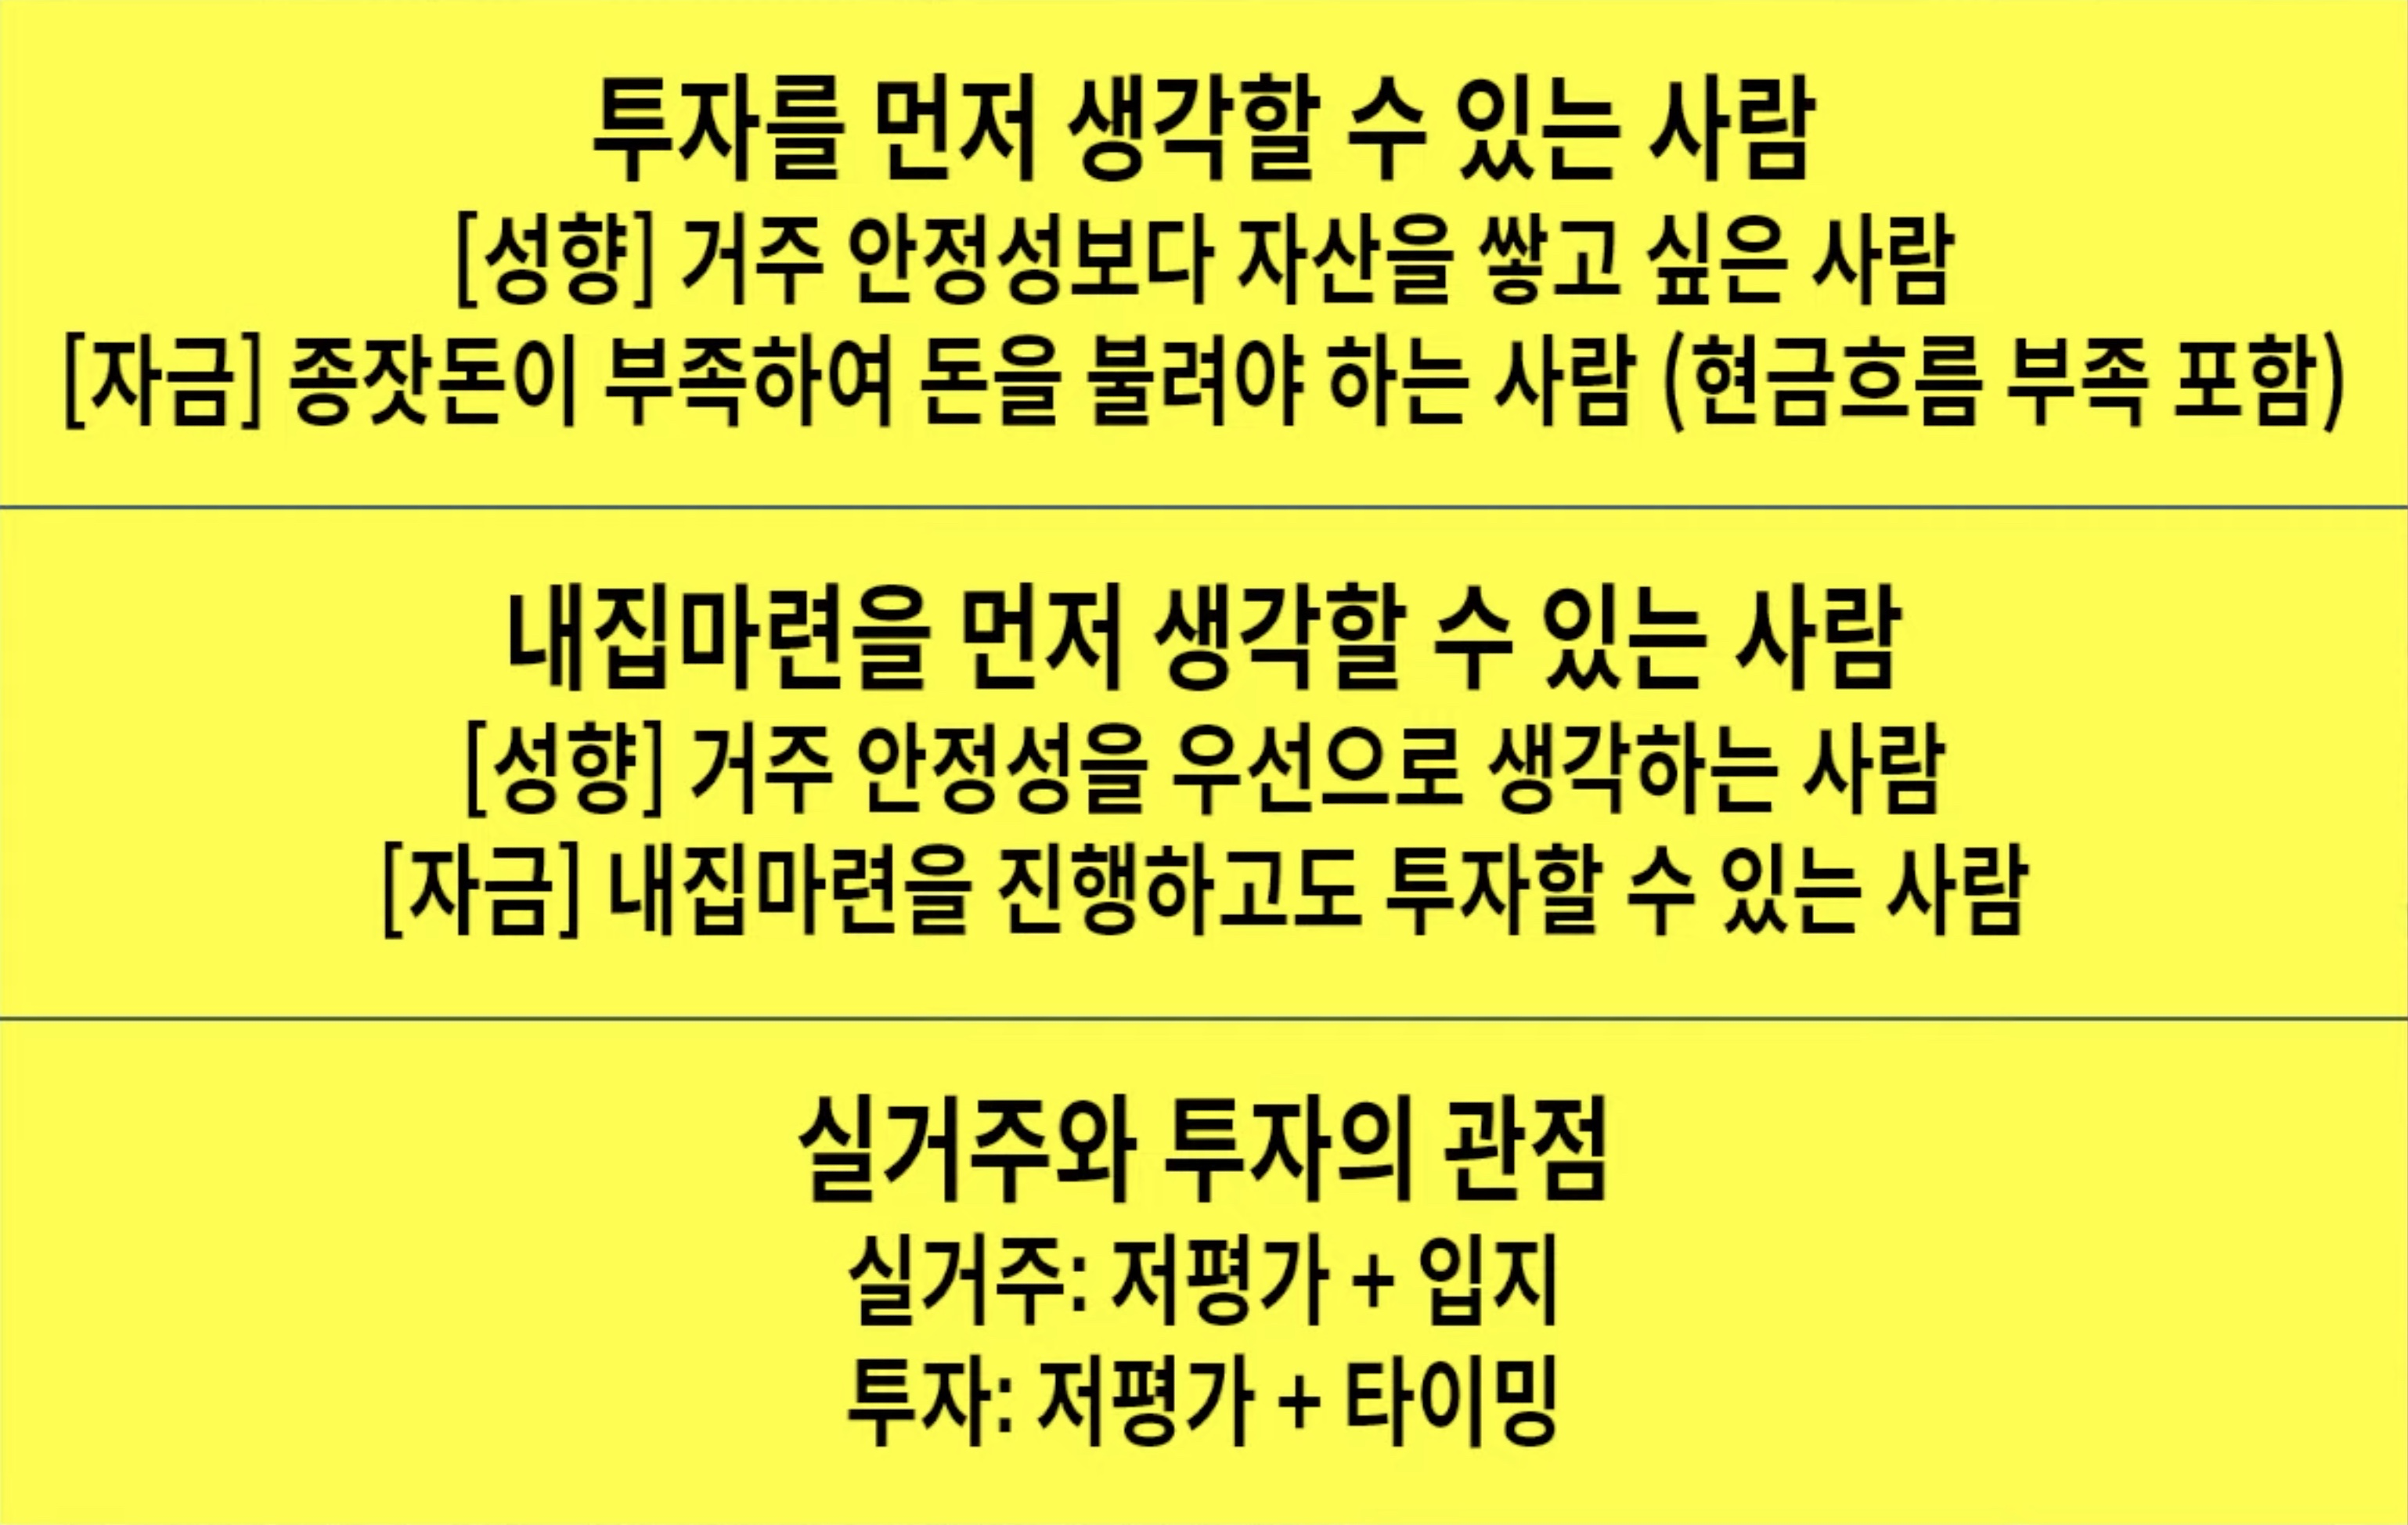 투자를 먼저 생각할 수 있는 사람
[성향] 거주 안정성보다 자산을 쌓고 싶은 사람
[자금] 종잣돈이 부족하여 돈을 불려야 하는 사람 (현금흐름 부족 포함)
내집마련을 먼저 생각할 수 있는 사람
[성향] 거주 안정성을 우선으로 생각하는 사람
[자금] 내집마련을 진행하고도 투자할 수 있는 사람
실거주와 투자의 관점
실거주: 저평가 + 입지
투자: 저평가 + 타이밍